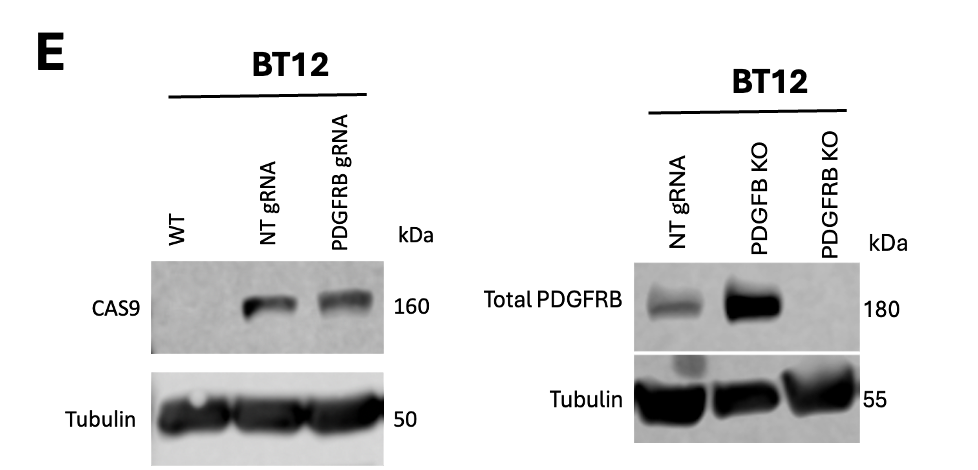 E
BT12
WT
NT gRNA
PDGFRB gRNA
kDa
CAS9
160
Tubulin
50
BT12
NT gRNA
PDGFB KO
PDGFRB KO
kDa
Total PDGFRB
180
Tubulin
55